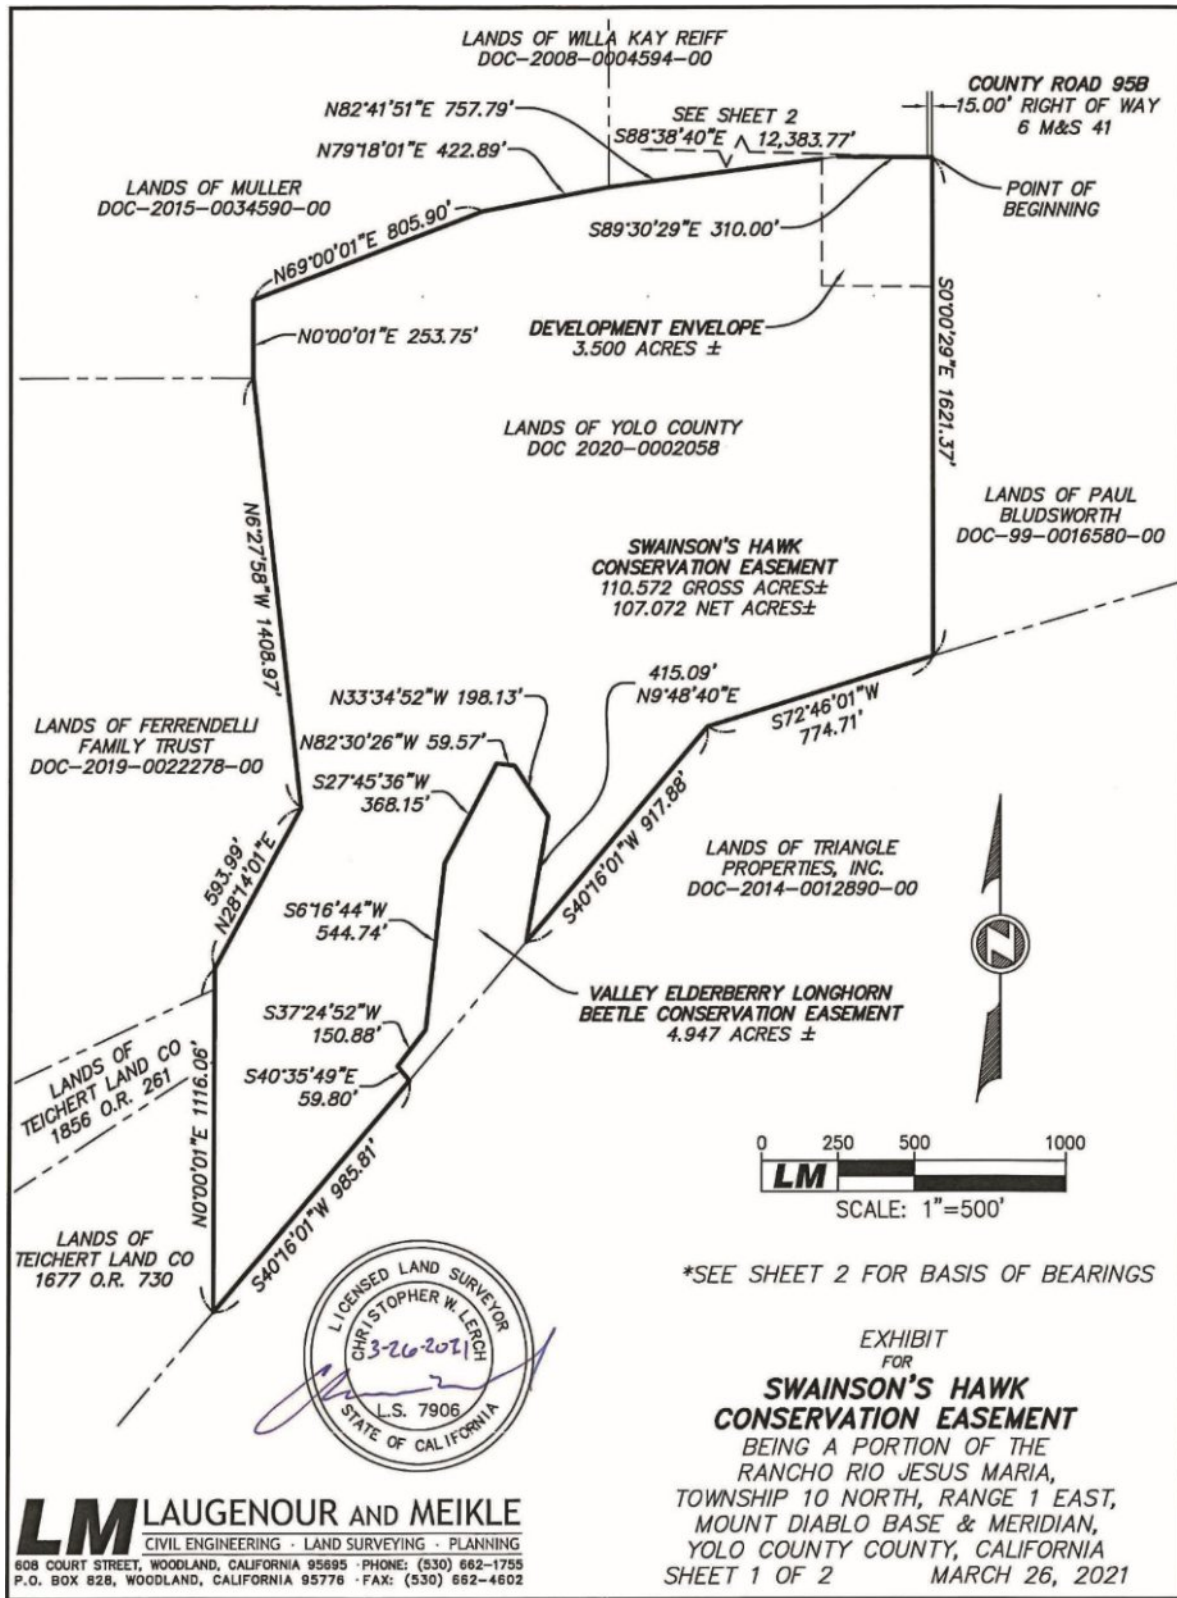 LANDS OF WILLA KAY REIFF
DOC-2008-0004594-00
COUNTY ROAD 95B
15.00' RIGHT OF WAY
6 M&S 41
N82°41'51"E 757.79'
SEE SHEET 2
S88°38'40"E 12,383.77'
N79°18'01"E 422.89'
LANDS OF MULLER
DOC-2015-0034590-00
POINT OF
BEGINNING
N69°00'01"E 805.90'
S89°30'29"E 310.00'
N0°00'01"E 253.75'
DEVELOPMENT ENVELOPE
3.500 ACRES ±
S0°00'29"E 1621.37'
LANDS OF YOLO COUNTY
DOC 2020-0002058
LANDS OF PAUL
BLUDSWORTH
DOC-99-0016580-00
N6°27'58"W 1408.97'
SWAINSON'S HAWK
CONSERVATION EASEMENT
110.572 GROSS ACRES±
107.072 NET ACRES±
415.09'
N9°48'40"E
N33°34'52"W 198.13'
S72°46'01"W
774.71'
LANDS OF FERRENDELLI
FAMILY TRUST
DOC-2019-0022278-00
N82°30'26"W 59.57'
S27°45'36"W
368.15'
S40°16'01"W 917.88'
593.99'
N28°14'01"E
LANDS OF TRIANGLE
PROPERTIES, INC.
DOC-2014-0012890-00
S6°16'44"W
544.74'
N
VALLEY ELDERBERRY LONGHORN
BEETLE CONSERVATION EASEMENT
4.947 ACRES ±
S37°24'52"W
150.88'
S40°35'49"E
59.80'
LANDS OF
TEICHERT LAND CO
1856 O.R. 261
N0°00'01"E 1116.06'
S40°16'01"W 985.81'
0 250 500 1000
LM
SCALE: 1"=500'
LANDS OF
TEICHERT LAND CO
1677 O.R. 730
*SEE SHEET 2 FOR BASIS OF BEARINGS
LICENSED LAND SURVEYOR
CHRISTOPHER W. LERCH
3-26-2021
L.S. 7906
STATE OF CALIFORNIA
EXHIBIT
FOR
SWAINSON'S HAWK
CONSERVATION EASEMENT
BEING A PORTION OF THE
RANCHO RIO JESUS MARIA,
TOWNSHIP 10 NORTH, RANGE 1 EAST,
MOUNT DIABLO BASE & MERIDIAN,
YOLO COUNTY COUNTY, CALIFORNIA
SHEET 1 OF 2 MARCH 26, 2021
LM LAUGENOUR AND MEIKLE
CIVIL ENGINEERING · LAND SURVEYING · PLANNING
608 COURT STREET, WOODLAND, CALIFORNIA 95695 · PHONE: (530) 662-1755
P.O. BOX 828, WOODLAND, CALIFORNIA 95776 · FAX: (530) 662-4602